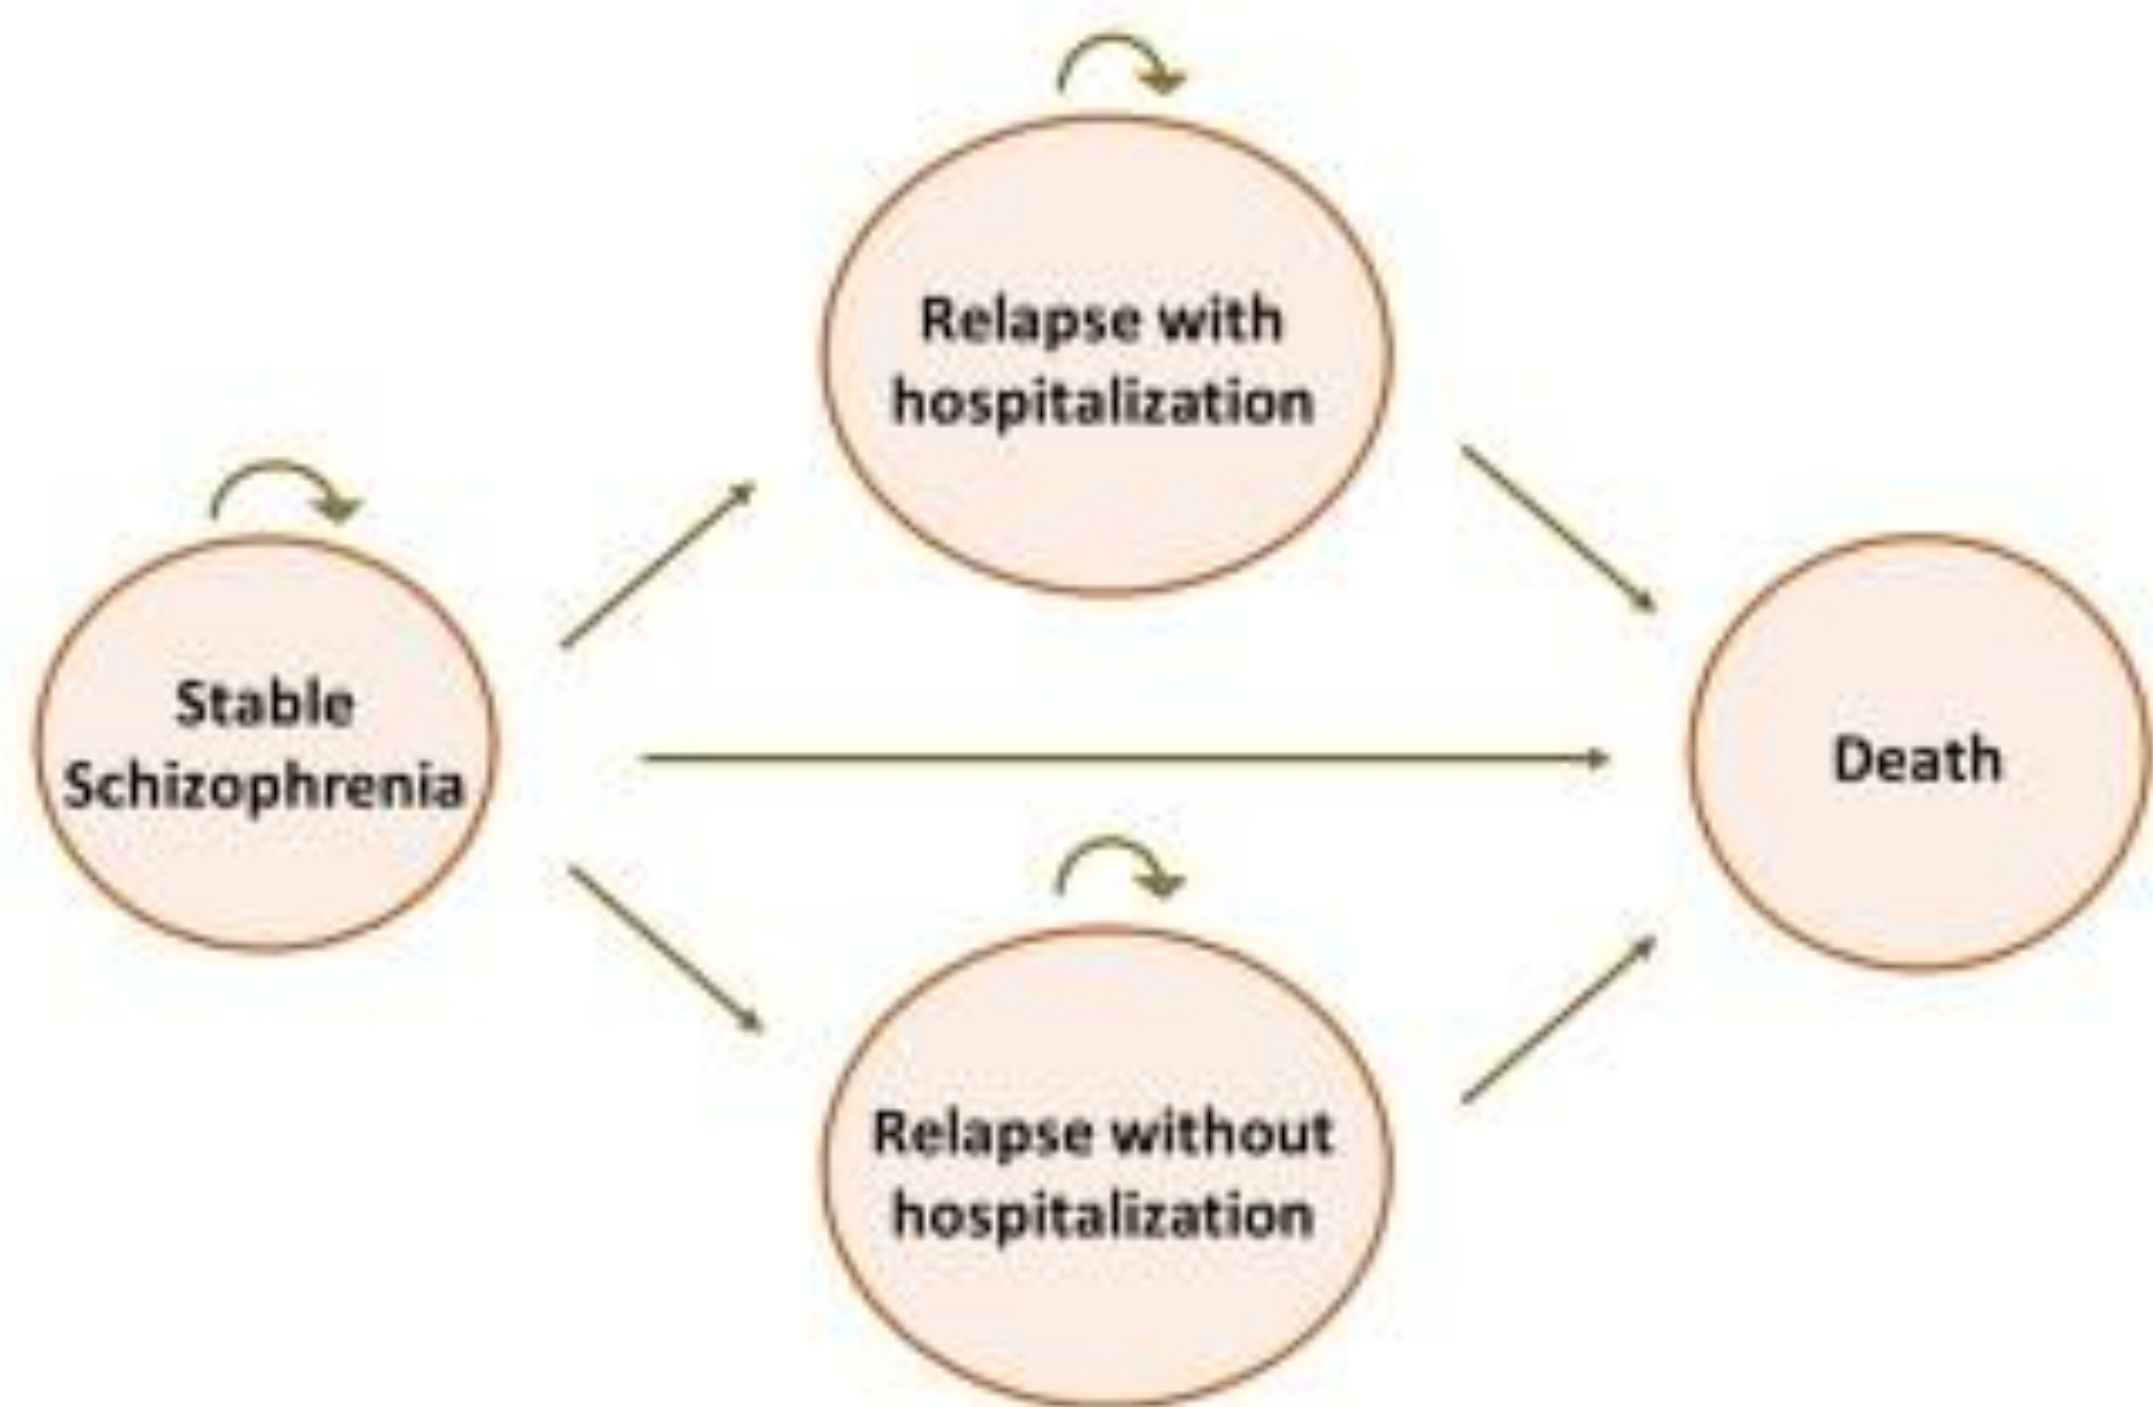 Relapse with
hospitalization
Stable
Schizophrenia
Death
Relapse without
hospitalization